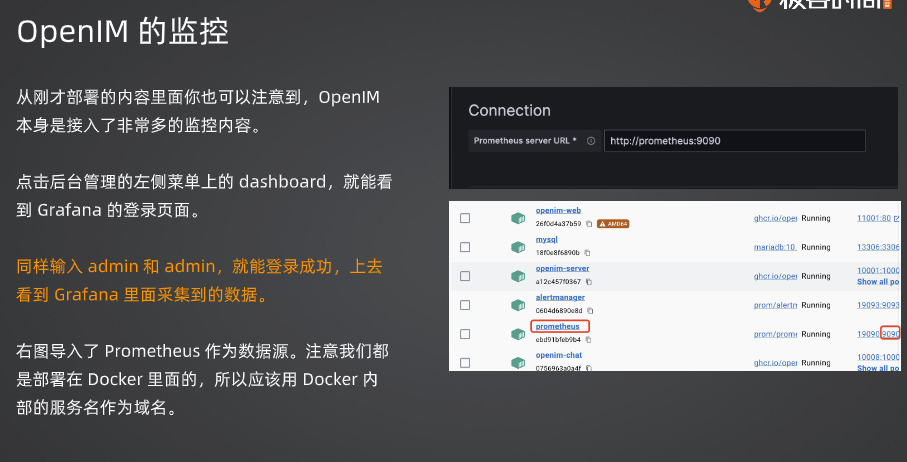 极客时间
OpenIM 的监控
从刚才部署的内容里面你也可以注意到，OpenIM
本身是接入了非常多的监控内容。
点击后台管理的左侧菜单上的 dashboard，就能看
到 Grafana 的登录页面。
同样输入 admin 和 admin，就能登录成功，上去
看到 Grafana 里面采集到的数据。
右图导入了 Prometheus 作为数据源。注意我们都
是部署在 Docker 里面的，所以应该用 Docker 内
部的服务名作为域名。
Connection
Prometheus server URL * http://prometheus:9090
openim-web
26f0d4a37b59 AMD64 ghcr.io/oper Running 11001:80
mysql
18f0e8f6890b mariadb:10. Running 13306:3306
openim-server
a12c457f0367 ghcr.io/oper Running 10001:1000
Show all po
alertmanager
0604d6890e8d prom/alertn Running 19093:9093
prometheus
ebd91bfeb9b4 prom/prome Running 19090:9090
openim-chat
0756963a0a4f ghcr.io/oper Running 10008:1000
Show all po